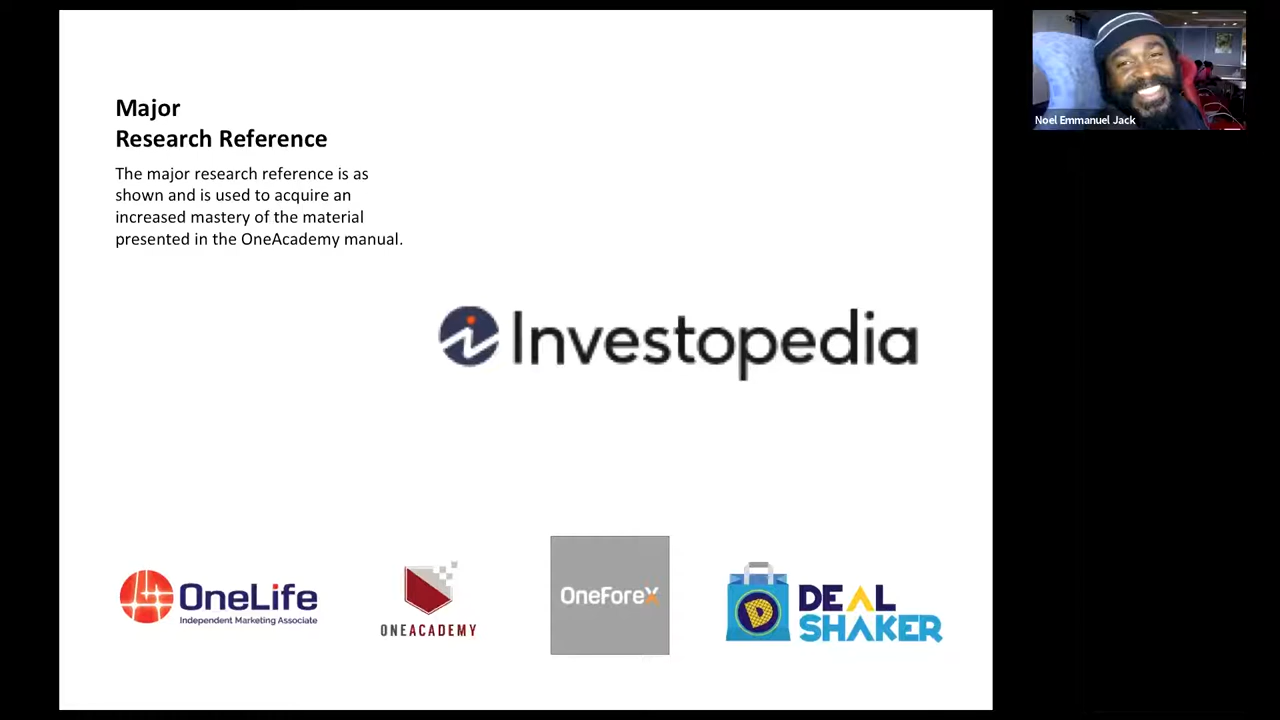 Major
Research Reference
The major research reference is as
shown and is used to acquire an
increased mastery of the material
presented in the OneAcademy manual.
Investopedia
OneLife
Independent Marketing Associate
ONEACADEMY
OneForeX
DEAL
SHAKER
Noel Emmanuel Jack